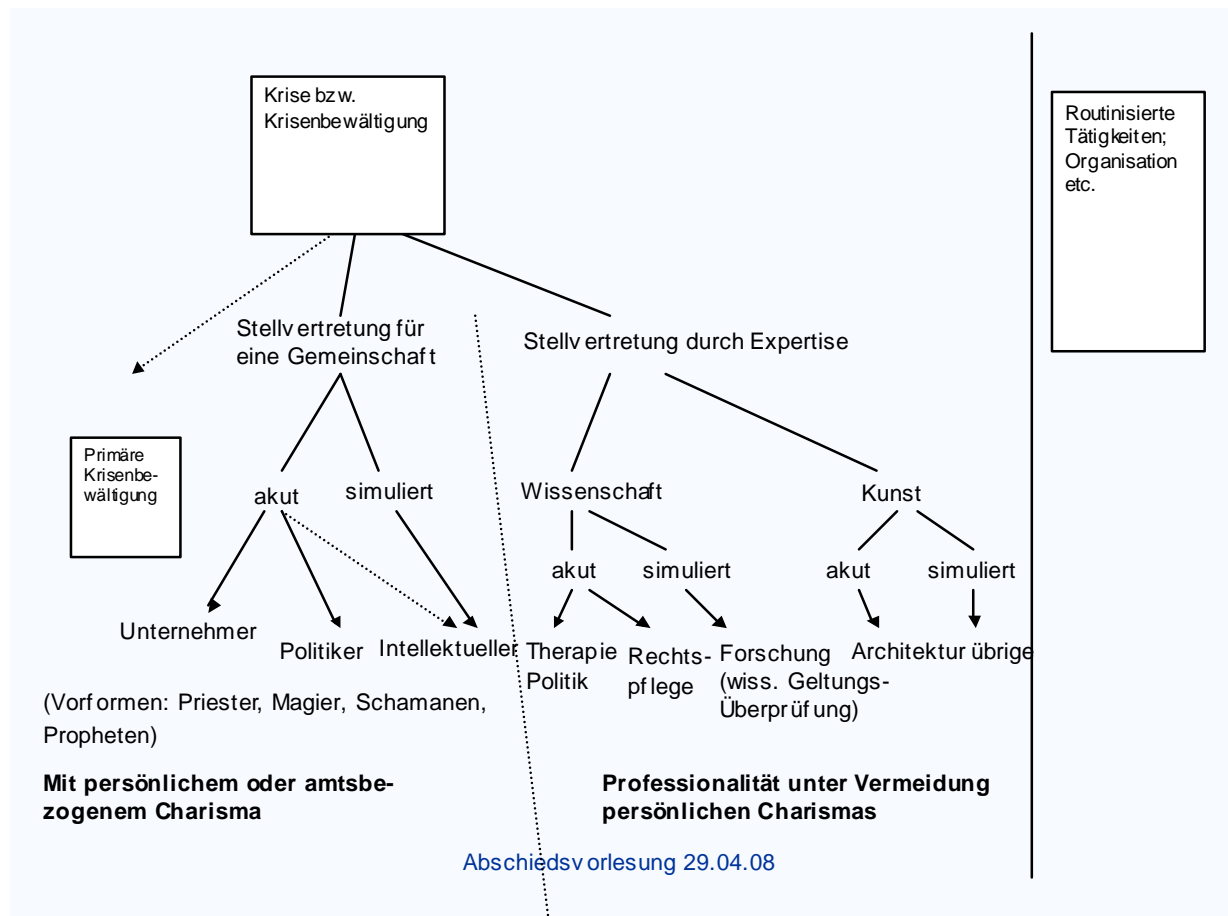 Krise bzw.
Krisenbewältigung
Routinisierte
Tätigkeiten;
Organisation
etc.
Stellvertretung für
eine Gemeinschaft
Stellvertretung durch Expertise
Primäre
Krisenbe-
wältigung
akut
simuliert
Wissenschaft
Kunst
akut
simuliert
akut
simuliert
Unternehmer
Politiker
Intellektueller
Therapie
Politik
Rechts-
pflege
Forschung
(wiss. Geltungs-
Überprüfung)
Architektur
übrige
(Vorformen: Priester, Magier, Schamanen,
Propheten)
Mit persönlichem oder amtsbe-
zogenem Charisma
Professionalität unter Vermeidung
persönlichen Charismas
Abschiedsvorlesung 29.04.08